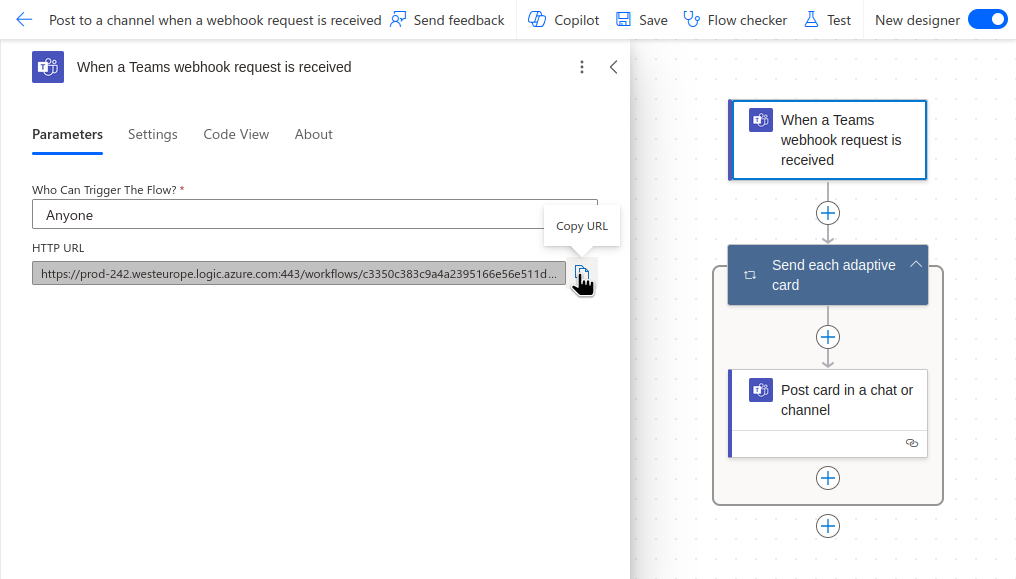 Post to a channel when a webhook request is received Send feedback Copilot Save Flow checker Test New designer
When a Teams webhook request is received
Parameters Settings Code View About
Who Can Trigger The Flow? *
Anyone
Copy URL
HTTP URL
https://prod-242.westeurope.logic.azure.com:443/workflows/c3350c383c9a4a2395166e56e511d...
When a Teams
webhook request is
received
Send each adaptive
card
Post card in a chat or
channel